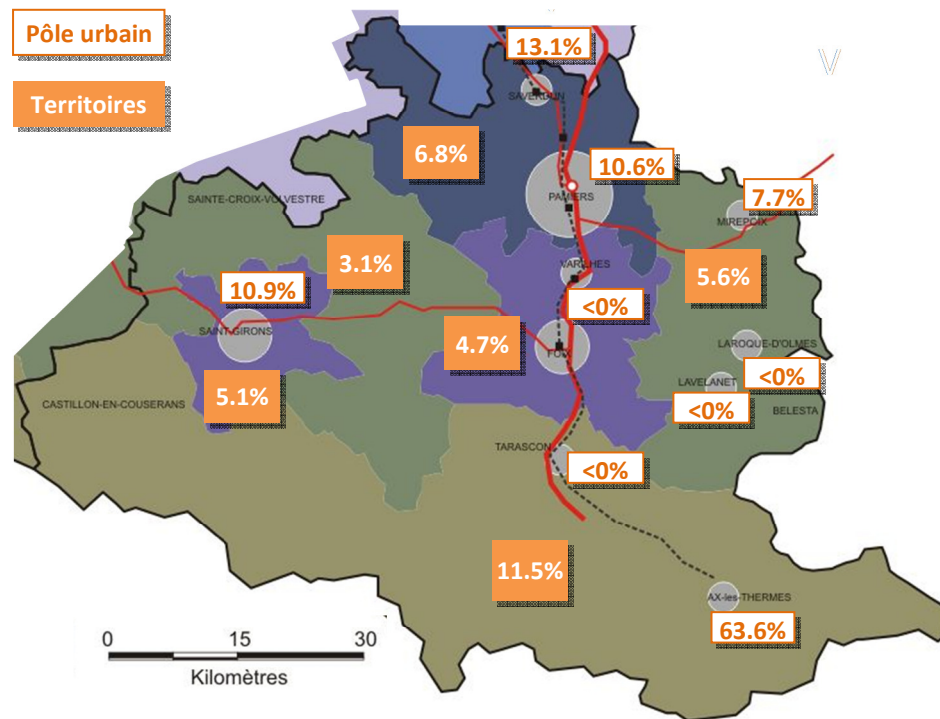 Pôle urbain
Territoires
13.1%
V
SAVERDUN
6.8%
10.6%
PAMIERS
SAINTE-CROIX-VOLVESTRE
7.7%
MIREPOIX
3.1%
VARILHES
5.6%
10.9%
<0%
SAINT-GIRONS
4.7%
FOIX
LAROQUE-D'OLMES
<0%
5.1%
LAVELANET
<0%
CASTILLON-EN-COUSERANS
BELESTA
TARASCON
<0%
11.5%
AX-les-THERMES
63.6%
0 15 30
Kilomètres